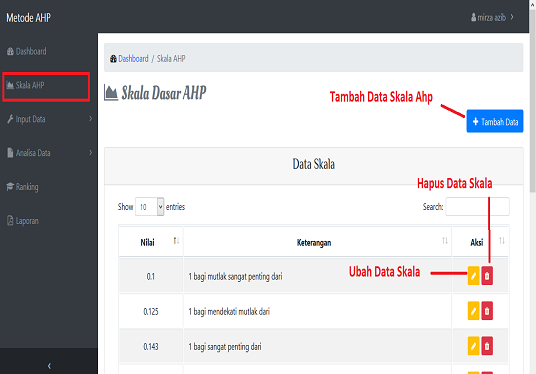 Metode AHP
mirza azib
Dashboard
Skala AHP
Input Data
Analisa Data
Ranking
Laporan
Dashboard / Skala AHP
Skala Dasar AHP
Tambah Data Skala Ahp
Tambah Data
Data Skala
Hapus Data Skala
Show 10 entries
Search:
Nilai Keterangan Aksi
Ubah Data Skala
0.1 1 bagi mutlak sangat penting dari
0.125 1 bagi mendekati mutlak dari
0.143 1 bagi sangat penting dari